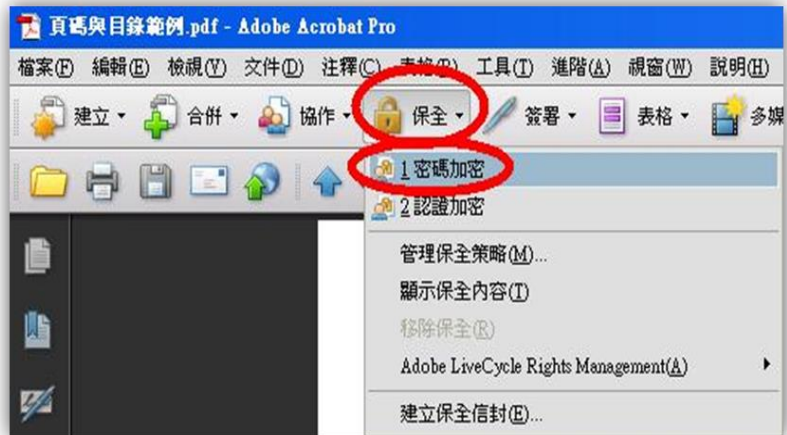 頁碼與目錄範例.pdf - Adobe Acrobat Pro
檔案(F) 編輯(E) 檢視(V) 文件(D) 注釋(C) 表格(R) 工具(T) 進階(A) 視窗(W) 說明(H)
建立 合併 協作 保全 簽署 表格 多媒
1 密碼加密
2 認證加密
管理保全策略(M)...
顯示保全內容(T)
移除保全(R)
Adobe LiveCycle Rights Management(A)
建立保全信封(E)...